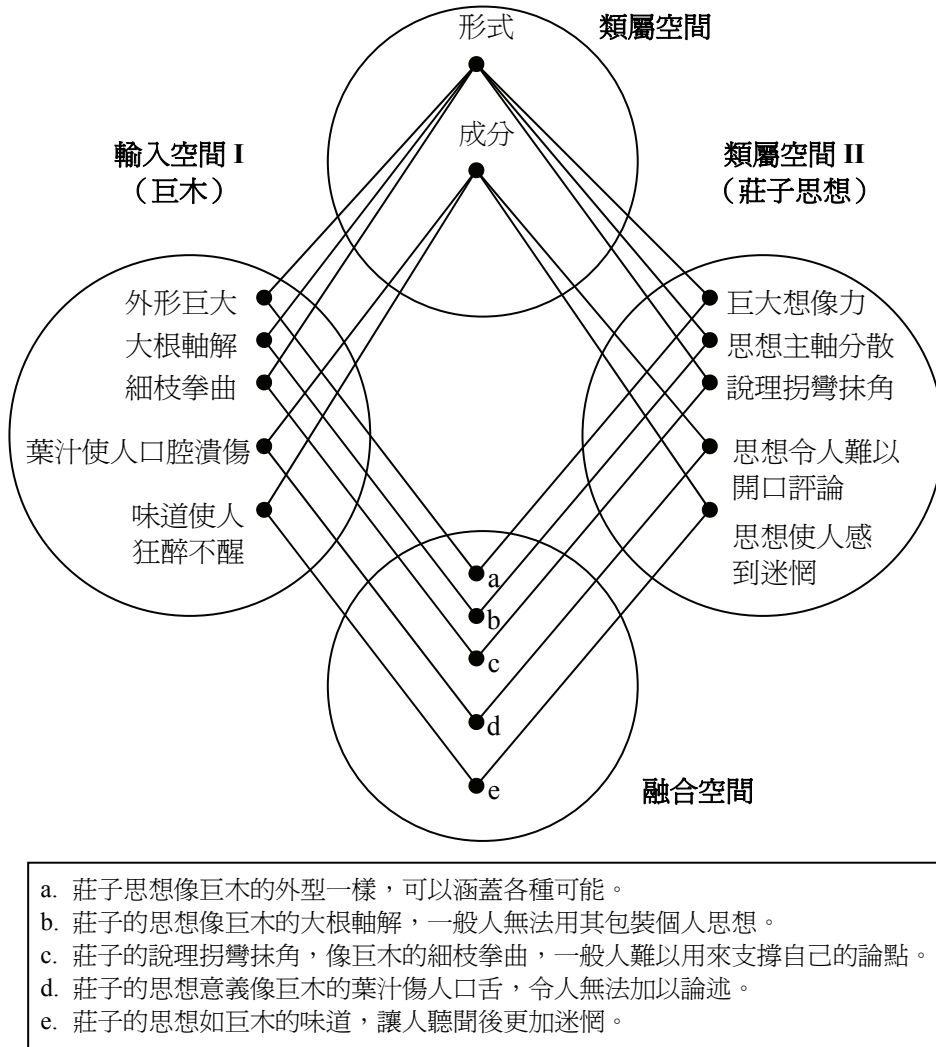 形式
類屬空間
成分
輸入空間 I
（巨木）
類屬空間 II
（莊子思想）
外形巨大
大根軸解
細枝拳曲
葉汁使人口腔潰傷
味道使人
狂醉不醒
巨大想像力
思想主軸分散
說理拐彎抹角
思想令人難以
開口評論
思想使人感
到迷惘
a
b
c
d
e
融合空間
a. 莊子思想像巨木的外型一樣，可以涵蓋各種可能。
b. 莊子的思想像巨木的大根軸解，一般人無法用其包裝個人思想。
c. 莊子的說理拐彎抹角，像巨木的細枝拳曲，一般人難以用來支撐自己的論點。
d. 莊子的思想意義像巨木的葉汁傷人口舌，令人無法加以論述。
e. 莊子的思想如巨木的味道，讓人聽聞後更加迷惘。